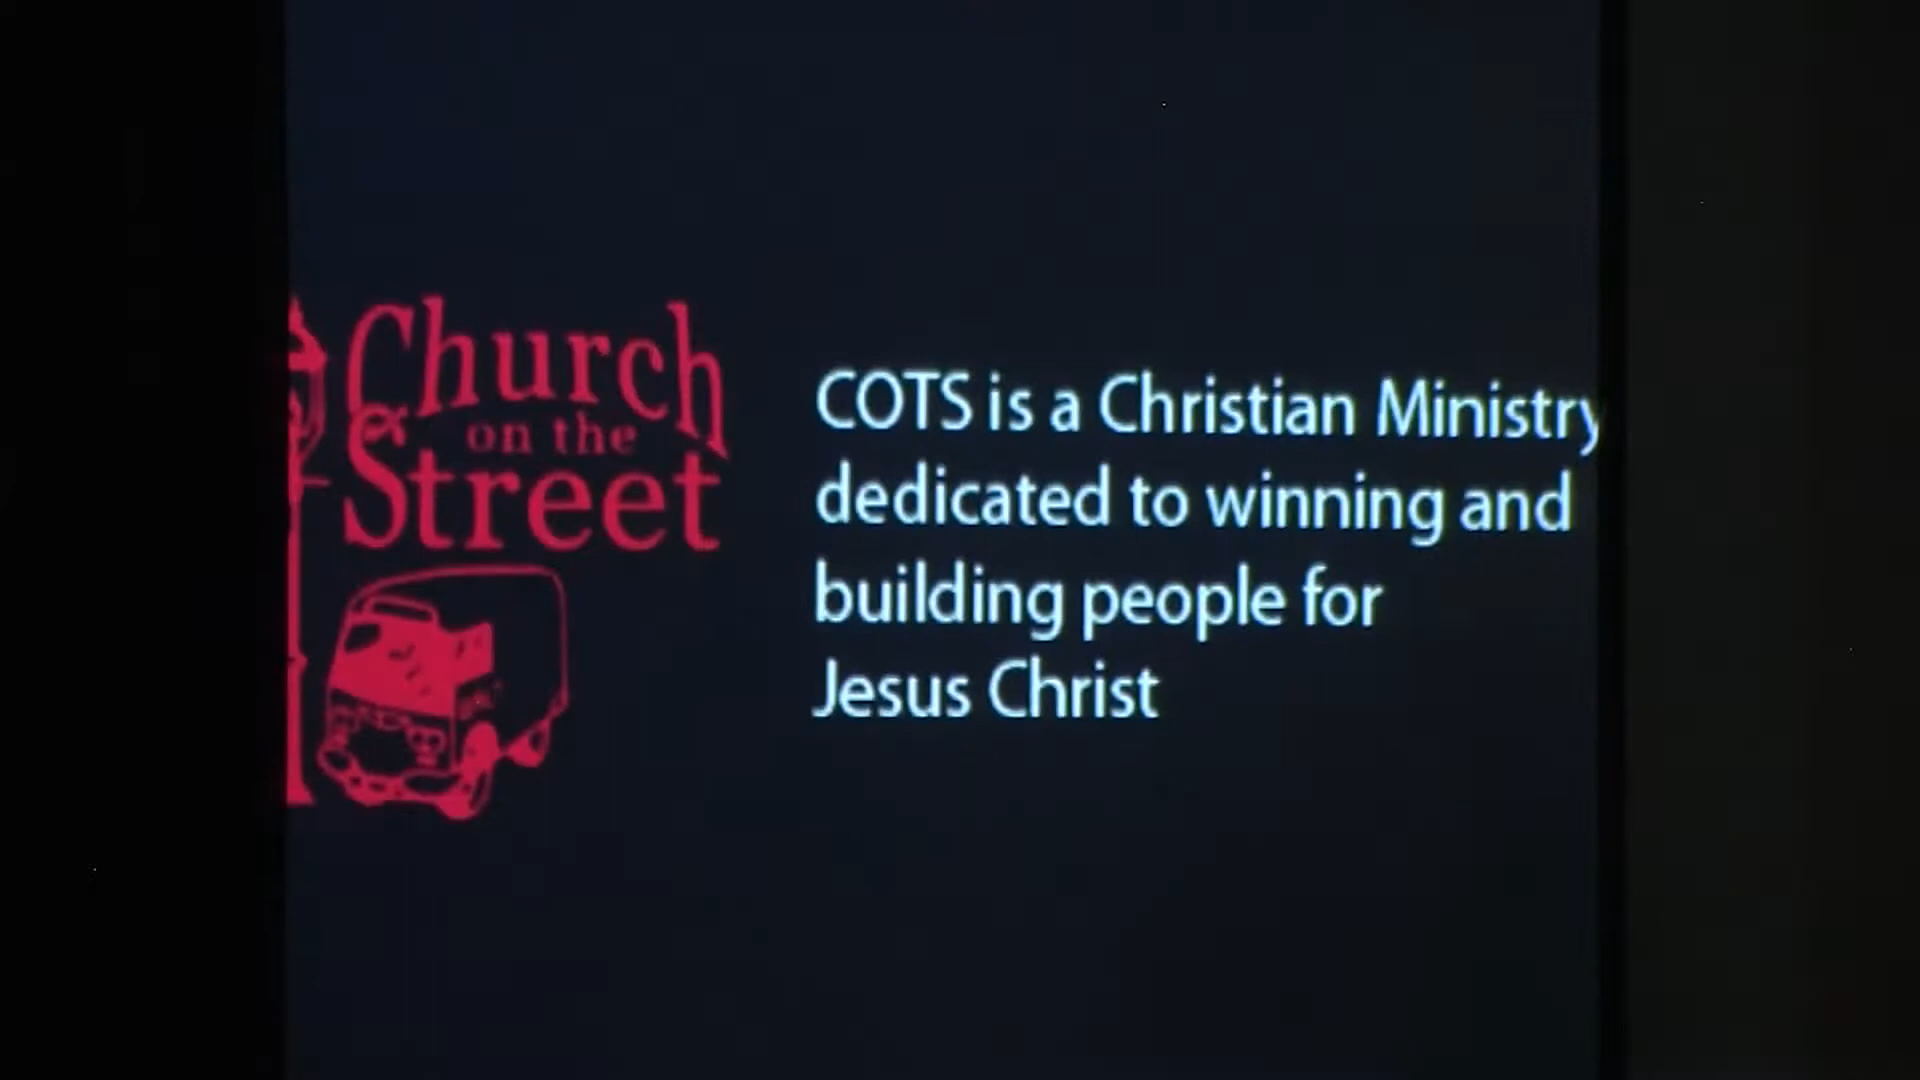 Church
on the
Street
COTS is a Christian Ministry
dedicated to winning and
building people for
Jesus Christ